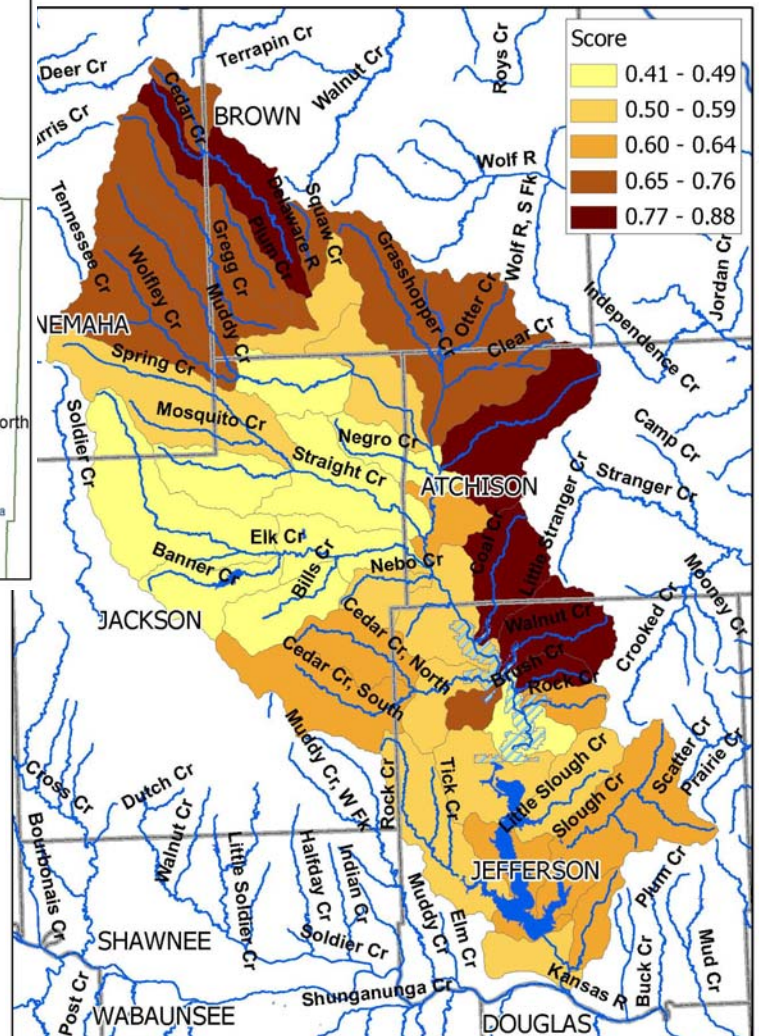 Score
0.41 - 0.49
0.50 - 0.59
0.60 - 0.64
0.65 - 0.76
0.77 - 0.88
Deer Cr
Terrapin Cr
Walnut Cr
Roys Cr
rris Cr
Cedar Cr
BROWN
Wolf R
Wolf R, S Fk
Jordan Cr
Tennessee Cr
Delaware R
Squaw Cr
Plum Cr
Gregg Cr
Wolfley Cr
Muddy Cr
Grasshopper Cr
Otter Cr
Clear Cr
Independence Cr
NEMAHA
Spring Cr
orth
Soldier Cr
Mosquito Cr
Negro Cr
Straight Cr
Camp Cr
Stranger Cr
ATCHISON
a
Elk Cr
Banner Cr
Bills Cr
Nebo Cr
Coal Cr
Little Stranger Cr
Mooney Cr
Crooked Cr
JACKSON
Cedar Cr, North
Walnut Cr
Brush Cr
Rock Cr
Cedar Cr, South
Muddy Cr, W Fk
Rock Cr
Tick Cr
Little Slough Cr
Slough Cr
Scatter Cr
Prairie Cr
Cross Cr
Dutch Cr
Walnut Cr
Bourbonais Cr
Little Soldier Cr
Halfday Cr
Indian Cr
JEFFERSON
Plum Cr
Muddy Cr
Elm Cr
SHAWNEE
Soldier Cr
Buck Cr
Mud Cr
Kansas R
Post Cr
Shunganunga Cr
WABAUNSEE
DOUGLAS